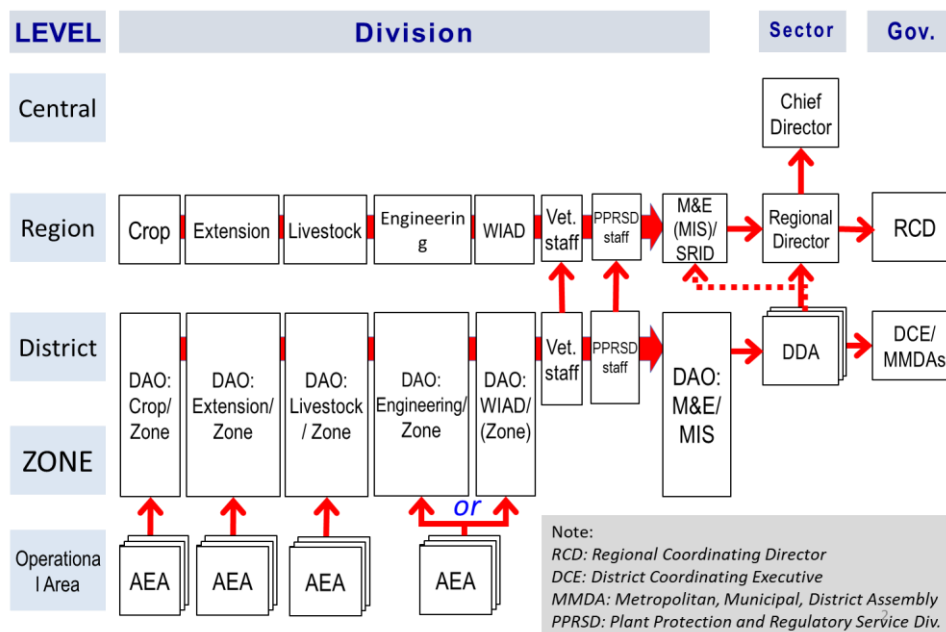 LEVEL
Division
Sector
Gov.
Central
Chief
Director
Region
Crop
Extension
Livestock
Engineerin
g
WIAD
Vet.
staff
PPRSD
staff
M&E
(MIS)/
SRID
Regional
Director
RCD
District
ZONE
DAO:
Crop/
Zone
DAO:
Extension/
Zone
DAO:
Livestock
/ Zone
DAO:
Engineering/
Zone
DAO:
WIAD/
(Zone)
Vet.
staff
PPRSD
staff
DAO:
M&E/
MIS
DDA
DCE/
MMDAs
or
Operationa
l Area
AEA
AEA
AEA
AEA
Note:
RCD: Regional Coordinating Director
DCE: District Coordinating Executive
MMDA: Metropolitan, Municipal, District Assembly
PPRSD: Plant Protection and Regulatory Service Div.
2